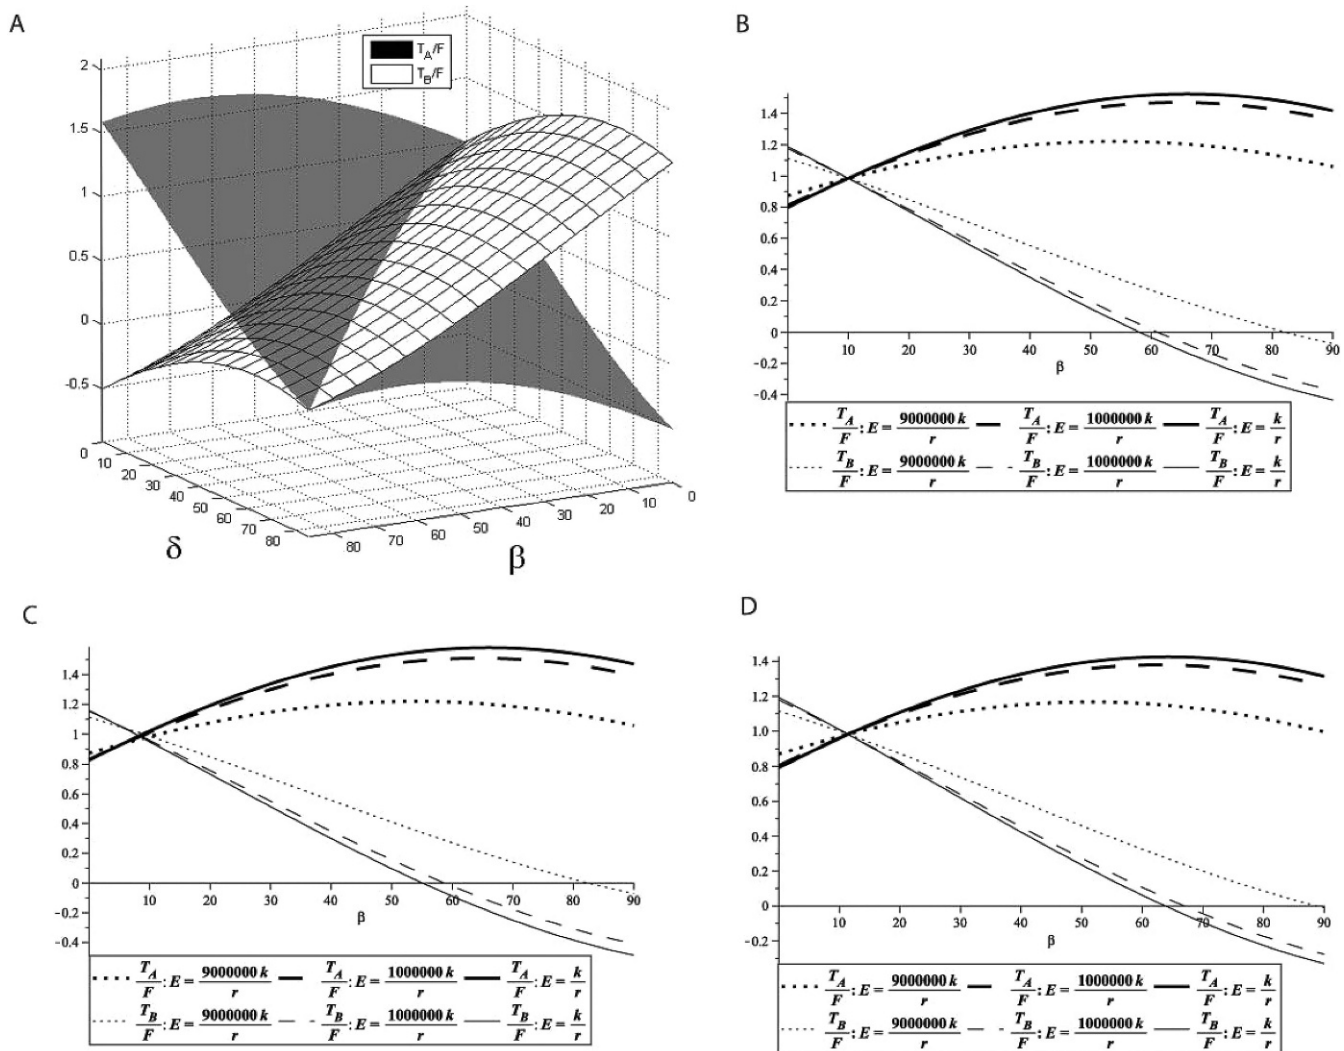 A
T_A/F
T_B/F
2
1.5
1
0.5
0
-0.5
0
10
20
30
40
50
60
70
80
δ
80
70
60
50
40
30
20
10
0
β
B
1.4
1.2
1
0.8
0.6
0.4
0.2
0
-0.2
-0.4
10 20 30 40 50 60 70 80 90
β
T_A/F : E = 9000000 k/r T_A/F : E = 1000000 k/r T_A/F : E = k/r
T_B/F : E = 9000000 k/r T_B/F : E = 1000000 k/r T_B/F : E = k/r
C
1.4
1.2
1
0.8
0.6
0.4
0.2
0
-0.2
-0.4
10 20 30 40 50 60 70 80 90
β
T_A/F : E = 9000000 k/r T_A/F : E = 1000000 k/r T_A/F : E = k/r
T_B/F : E = 9000000 k/r T_B/F : E = 1000000 k/r T_B/F : E = k/r
D
1.4
1.2
1.0
0.8
0.6
0.4
0.2
0
-0.2
10 20 30 40 50 60 70 80 90
β
T_A/F : E = 9000000 k/r T_A/F : E = 1000000 k/r T_A/F : E = k/r
T_B/F : E = 9000000 k/r T_B/F : E = 1000000 k/r T_B/F : E = k/r